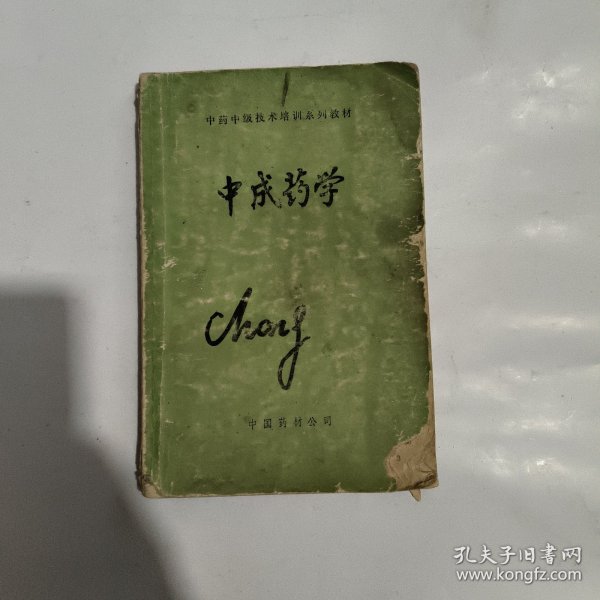 中药中级技术培训系列教材
中成药学
Chang
中国药材公司
孔夫子旧书网
www.kongfz.com